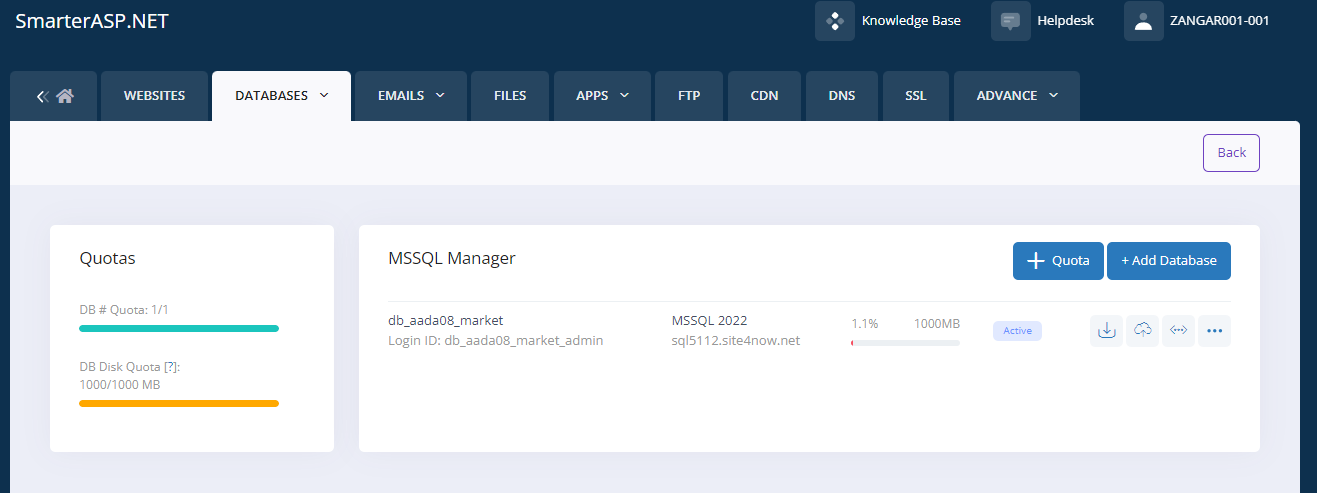 SmarterASP.NET
Knowledge Base
Helpdesk
ZANGAR001-001
WEBSITES
DATABASES
EMAILS
FILES
APPS
FTP
CDN
DNS
SSL
ADVANCE
Back
Quotas
DB # Quota: 1/1
DB Disk Quota [?]:
1000/1000 MB
MSSQL Manager
+ Quota
+ Add Database
db_aada08_market
Login ID: db_aada08_market_admin
MSSQL 2022
sql5112.site4now.net
1.1%
1000MB
Active